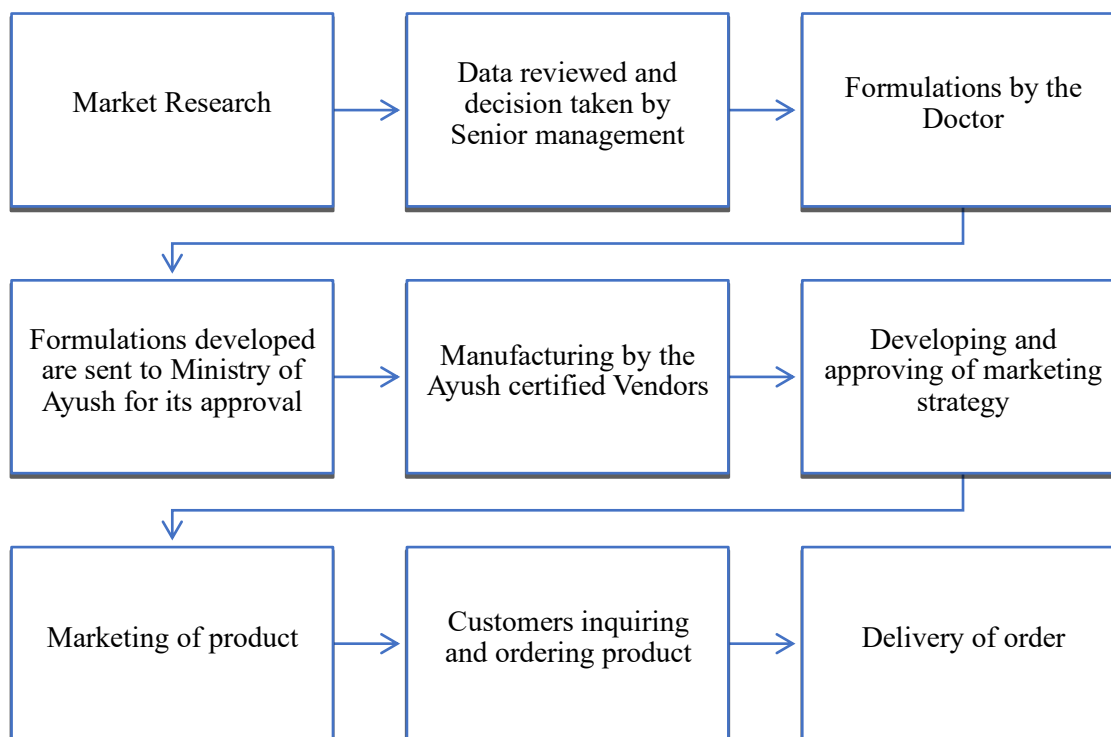 Market Research
Data reviewed and
decision taken by
Senior management
Formulations by the
Doctor
Formulations developed
are sent to Ministry of
Ayush for its approval
Manufacturing by the
Ayush certified Vendors
Developing and
approving of marketing
strategy
Marketing of product
Customers inquiring
and ordering product
Delivery of order